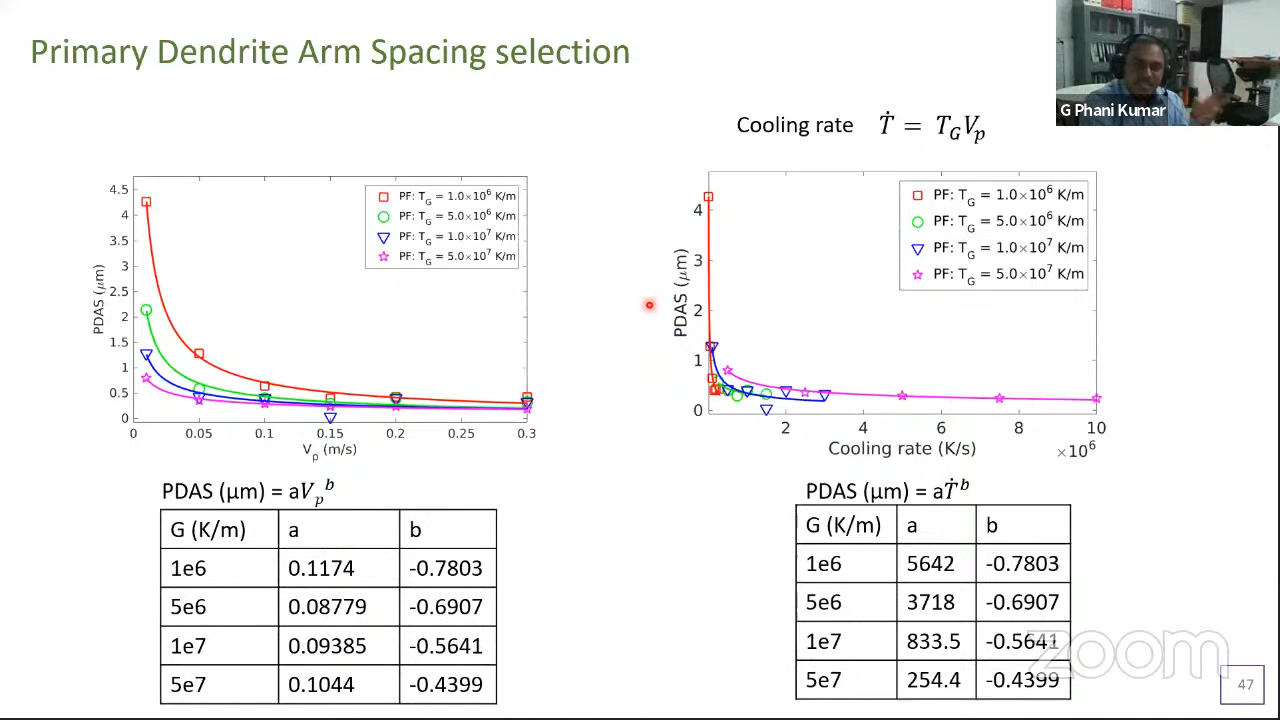 Primary Dendrite Arm Spacing selection
G Phani Kumar
Cooling rate Ṫ = T_G V_p
PF: T_G = 1.0×10^6 K/m
PF: T_G = 5.0×10^6 K/m
PF: T_G = 1.0×10^7 K/m
PF: T_G = 5.0×10^7 K/m
4.5
4
3.5
3
2.5
2
1.5
1
0.5
0
PDAS (μm)
0 0.05 0.1 0.15 0.2 0.25 0.3
V_p (m/s)
PF: T_G = 1.0×10^6 K/m
PF: T_G = 5.0×10^6 K/m
PF: T_G = 1.0×10^7 K/m
PF: T_G = 5.0×10^7 K/m
4
3
2
1
0
PDAS (μm)
2 4 6 8 10
Cooling rate (K/s) ×10^6
PDAS (μm) = aV_p^b
G (K/m) a b
1e6 0.1174 -0.7803
5e6 0.08779 -0.6907
1e7 0.09385 -0.5641
5e7 0.1044 -0.4399
PDAS (μm) = aṪ^b
G (K/m) a b
1e6 5642 -0.7803
5e6 3718 -0.6907
1e7 833.5 -0.5641
5e7 254.4 -0.4399
zoom
47